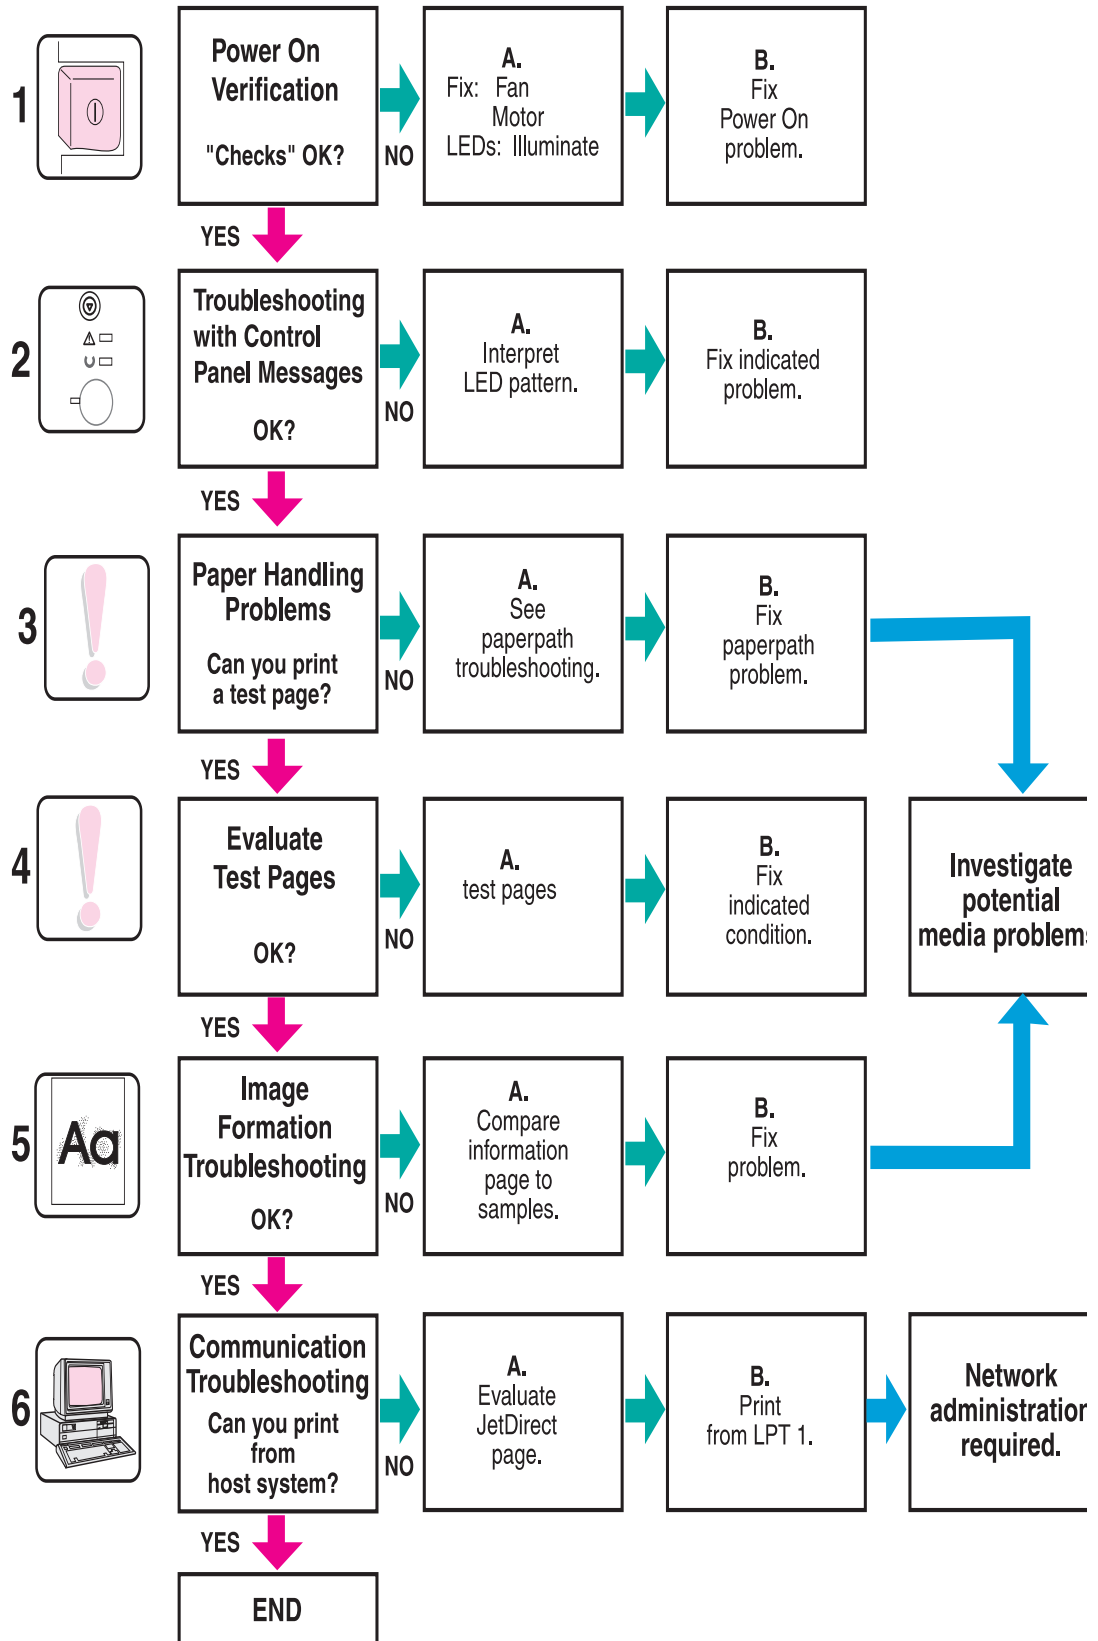 1
Power On
Verification
"Checks" OK?
NO
A.
Fix: Fan
Motor
LEDs: Illuminate
B.
Fix
Power On
problem.
YES
2
Troubleshooting
with Control
Panel Messages
OK?
NO
A.
Interpret
LED pattern.
B.
Fix indicated
problem.
YES
3
Paper Handling
Problems
Can you print
a test page?
NO
A.
See
paperpath
troubleshooting.
B.
Fix
paperpath
problem.
YES
4
Evaluate
Test Pages
OK?
NO
A.
test pages
B.
Fix
indicated
condition.
Investigate
potential
media problems
YES
5
Aa
Image
Formation
Troubleshooting
OK?
NO
A.
Compare
information
page to
samples.
B.
Fix
problem.
YES
6
Communication
Troubleshooting
Can you print
from
host system?
NO
A.
Evaluate
JetDirect
page.
B.
Print
from LPT 1.
Network
administration
required.
YES
END